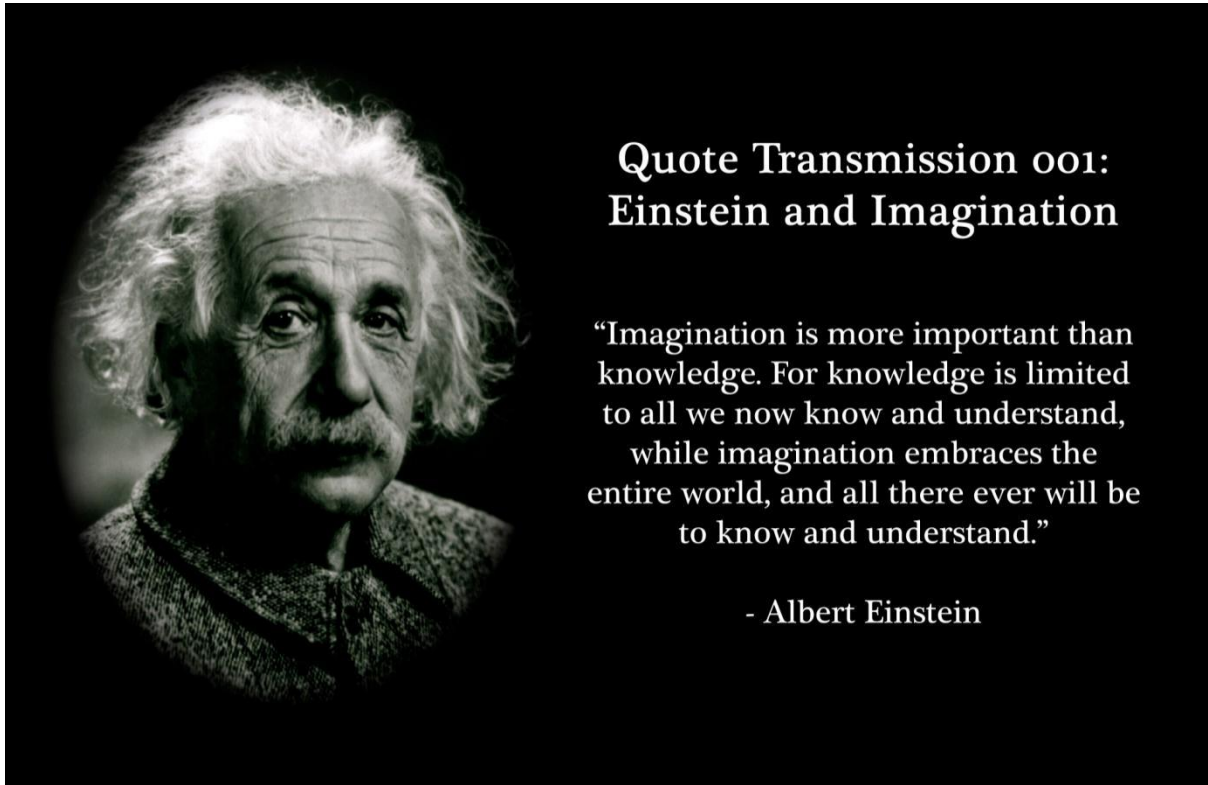 Quote Transmission 001:
Einstein and Imagination
“Imagination is more important than
knowledge. For knowledge is limited
to all we now know and understand,
while imagination embraces the
entire world, and all there ever will be
to know and understand.”
- Albert Einstein